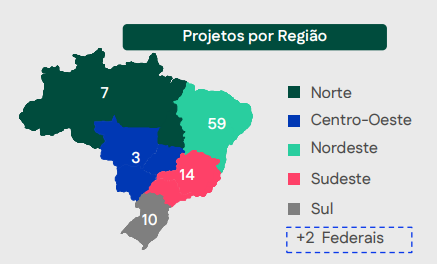 Projetos por Região
7
59
3
14
10
Norte
Centro-Oeste
Nordeste
Sudeste
Sul
+2 Federais